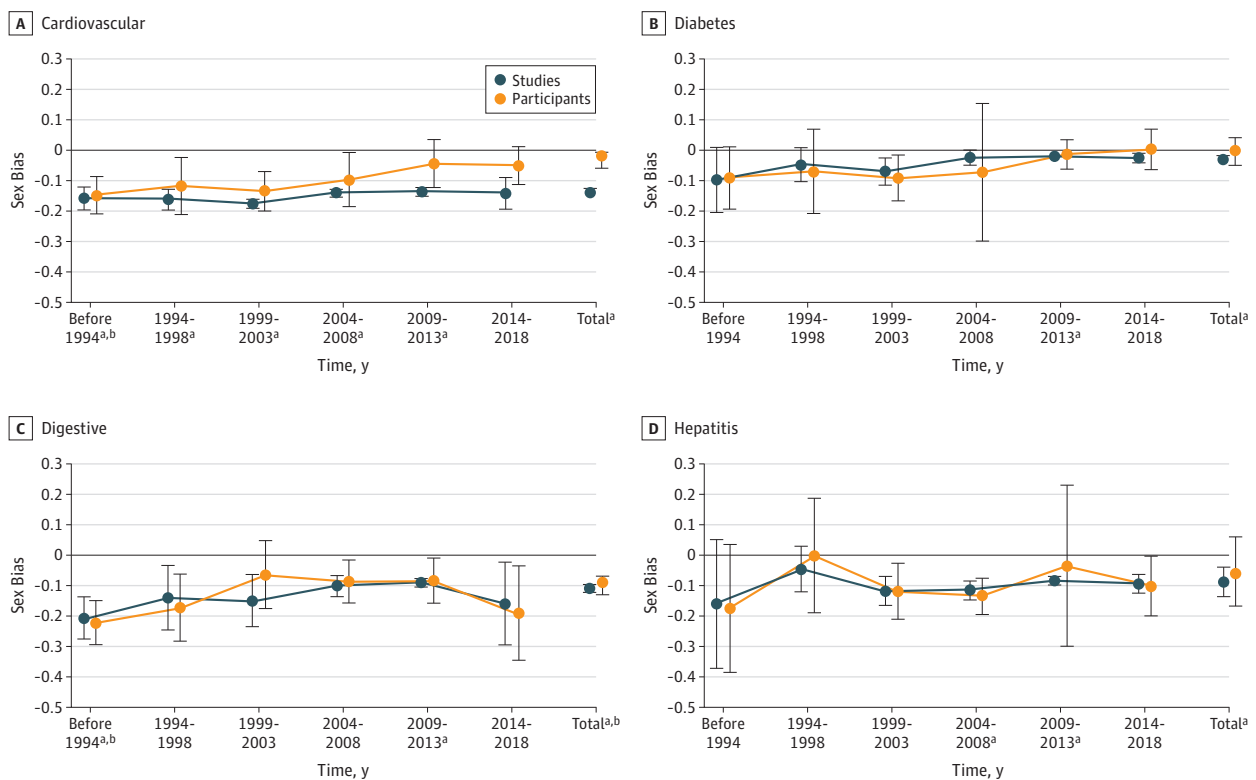 A Cardiovascular
0.3
0.2
0.1
0
-0.1
-0.2
-0.3
-0.4
-0.5
Sex Bias
Studies
Participants
Before 1994a,b
1994-1998a
1999-2003a
2004-2008a
2009-2013a
2014-2018
Totala
Time, y
B Diabetes
0.3
0.2
0.1
0
-0.1
-0.2
-0.3
-0.4
-0.5
Sex Bias
Before 1994
1994-1998
1999-2003
2004-2008
2009-2013a
2014-2018
Totala
Time, y
C Digestive
0.3
0.2
0.1
0
-0.1
-0.2
-0.3
-0.4
-0.5
Sex Bias
Before 1994a,b
1994-1998
1999-2003
2004-2008
2009-2013a
2014-2018
Totala,b
Time, y
D Hepatitis
0.3
0.2
0.1
0
-0.1
-0.2
-0.3
-0.4
-0.5
Sex Bias
Before 1994
1994-1998
1999-2003
2004-2008a
2009-2013a
2014-2018
Totala
Time, y